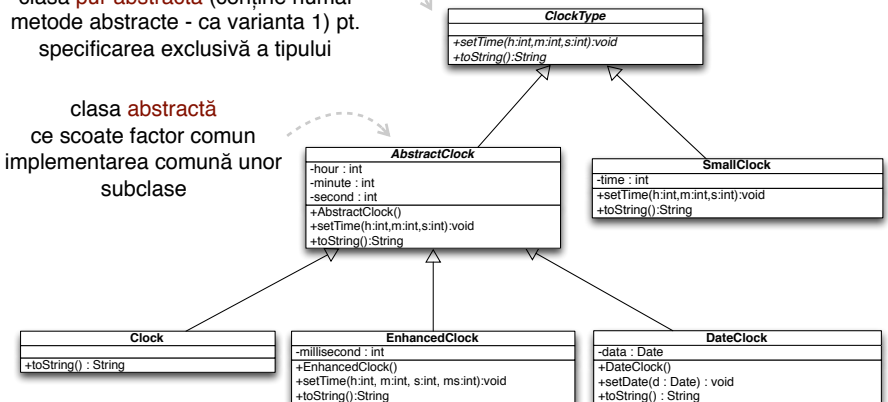 clasa pur abstractă (conține numai
metode abstracte - ca varianta 1) pt.
specificarea exclusivă a tipului
ClockType
+setTime(h:int,m:int,s:int):void
+toString():String
clasa abstractă
ce scoate factor comun
implementarea comună unor
subclase
AbstractClock
-hour : int
-minute : int
-second : int
+AbstractClock()
+setTime(h:int,m:int,s:int):void
+toString():String
SmallClock
-time : int
+setTime(h:int,m:int,s:int):void
+toString():String
Clock
+toString() : String
EnhancedClock
-millisecond : int
+EnhancedClock()
+setTime(h:int, m:int, s:int, ms:int):void
+toString():String
DateClock
-data : Date
+DateClock()
+setDate(d : Date) : void
+toString() : String